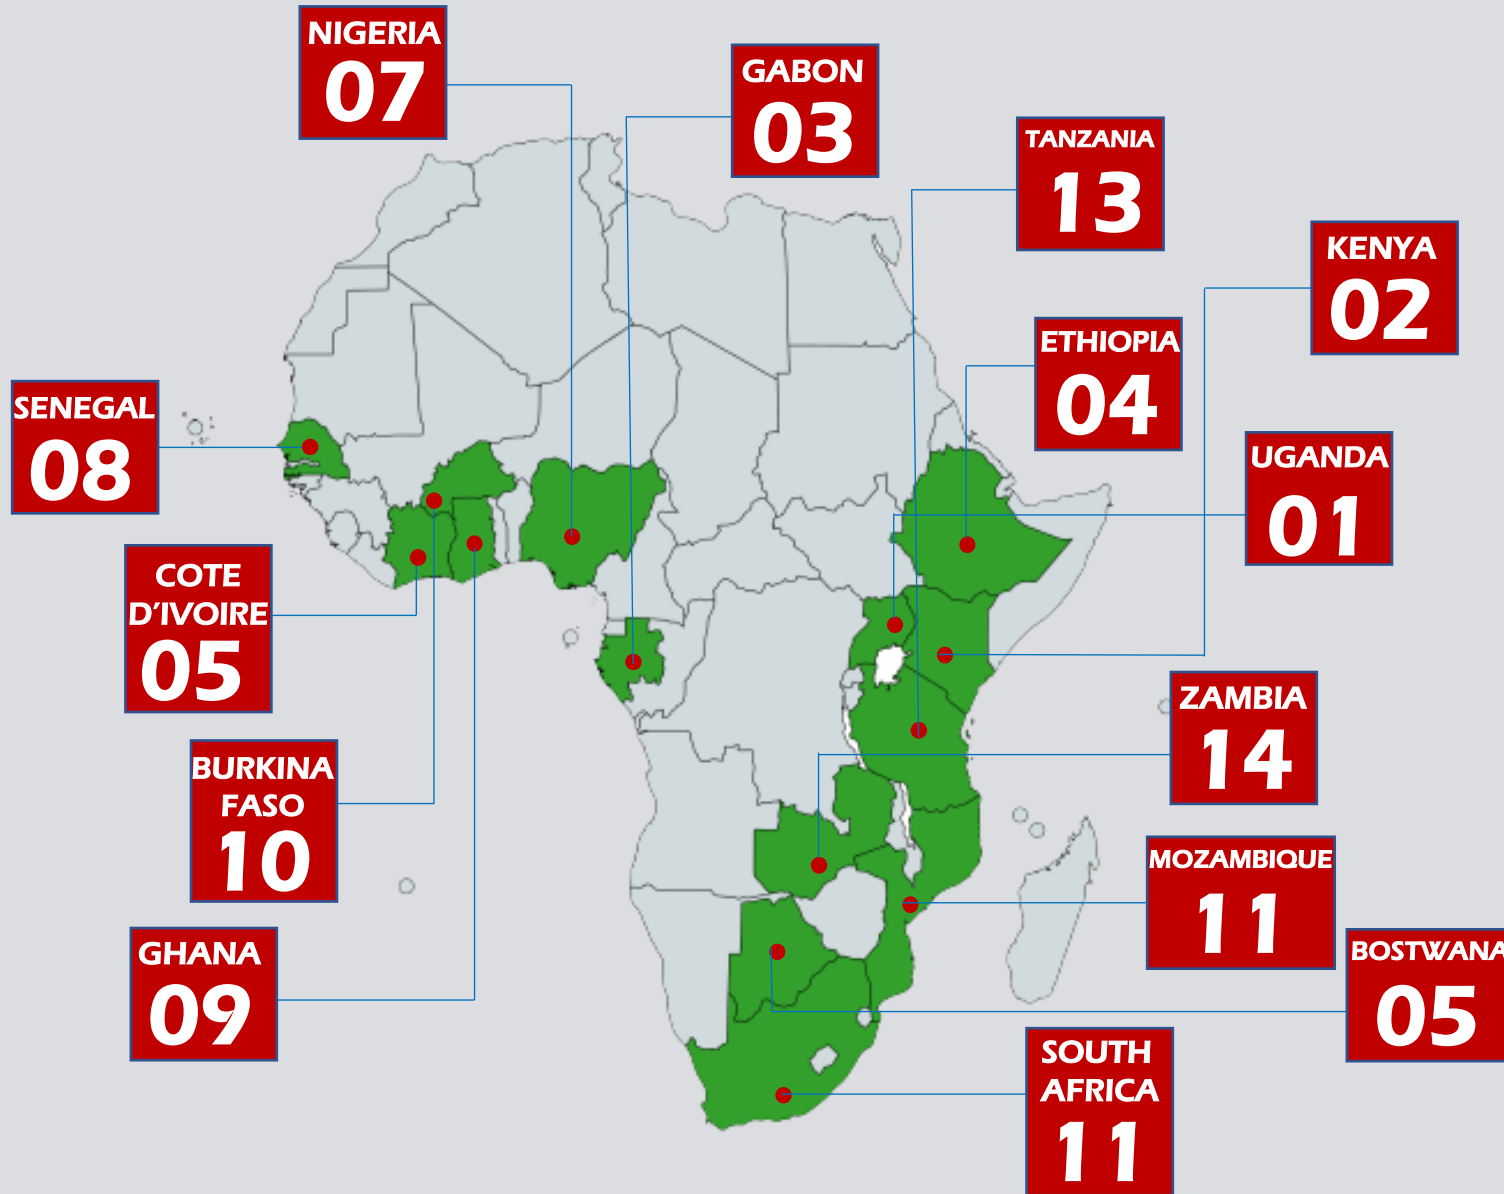 NIGERIA
07
GABON
03
TANZANIA
13
KENYA
02
ETHIOPIA
04
SENEGAL
08
UGANDA
01
COTE
D'IVOIRE
05
ZAMBIA
14
BURKINA
FASO
10
MOZAMBIQUE
11
GHANA
09
BOSTWANA
05
SOUTH
AFRICA
11